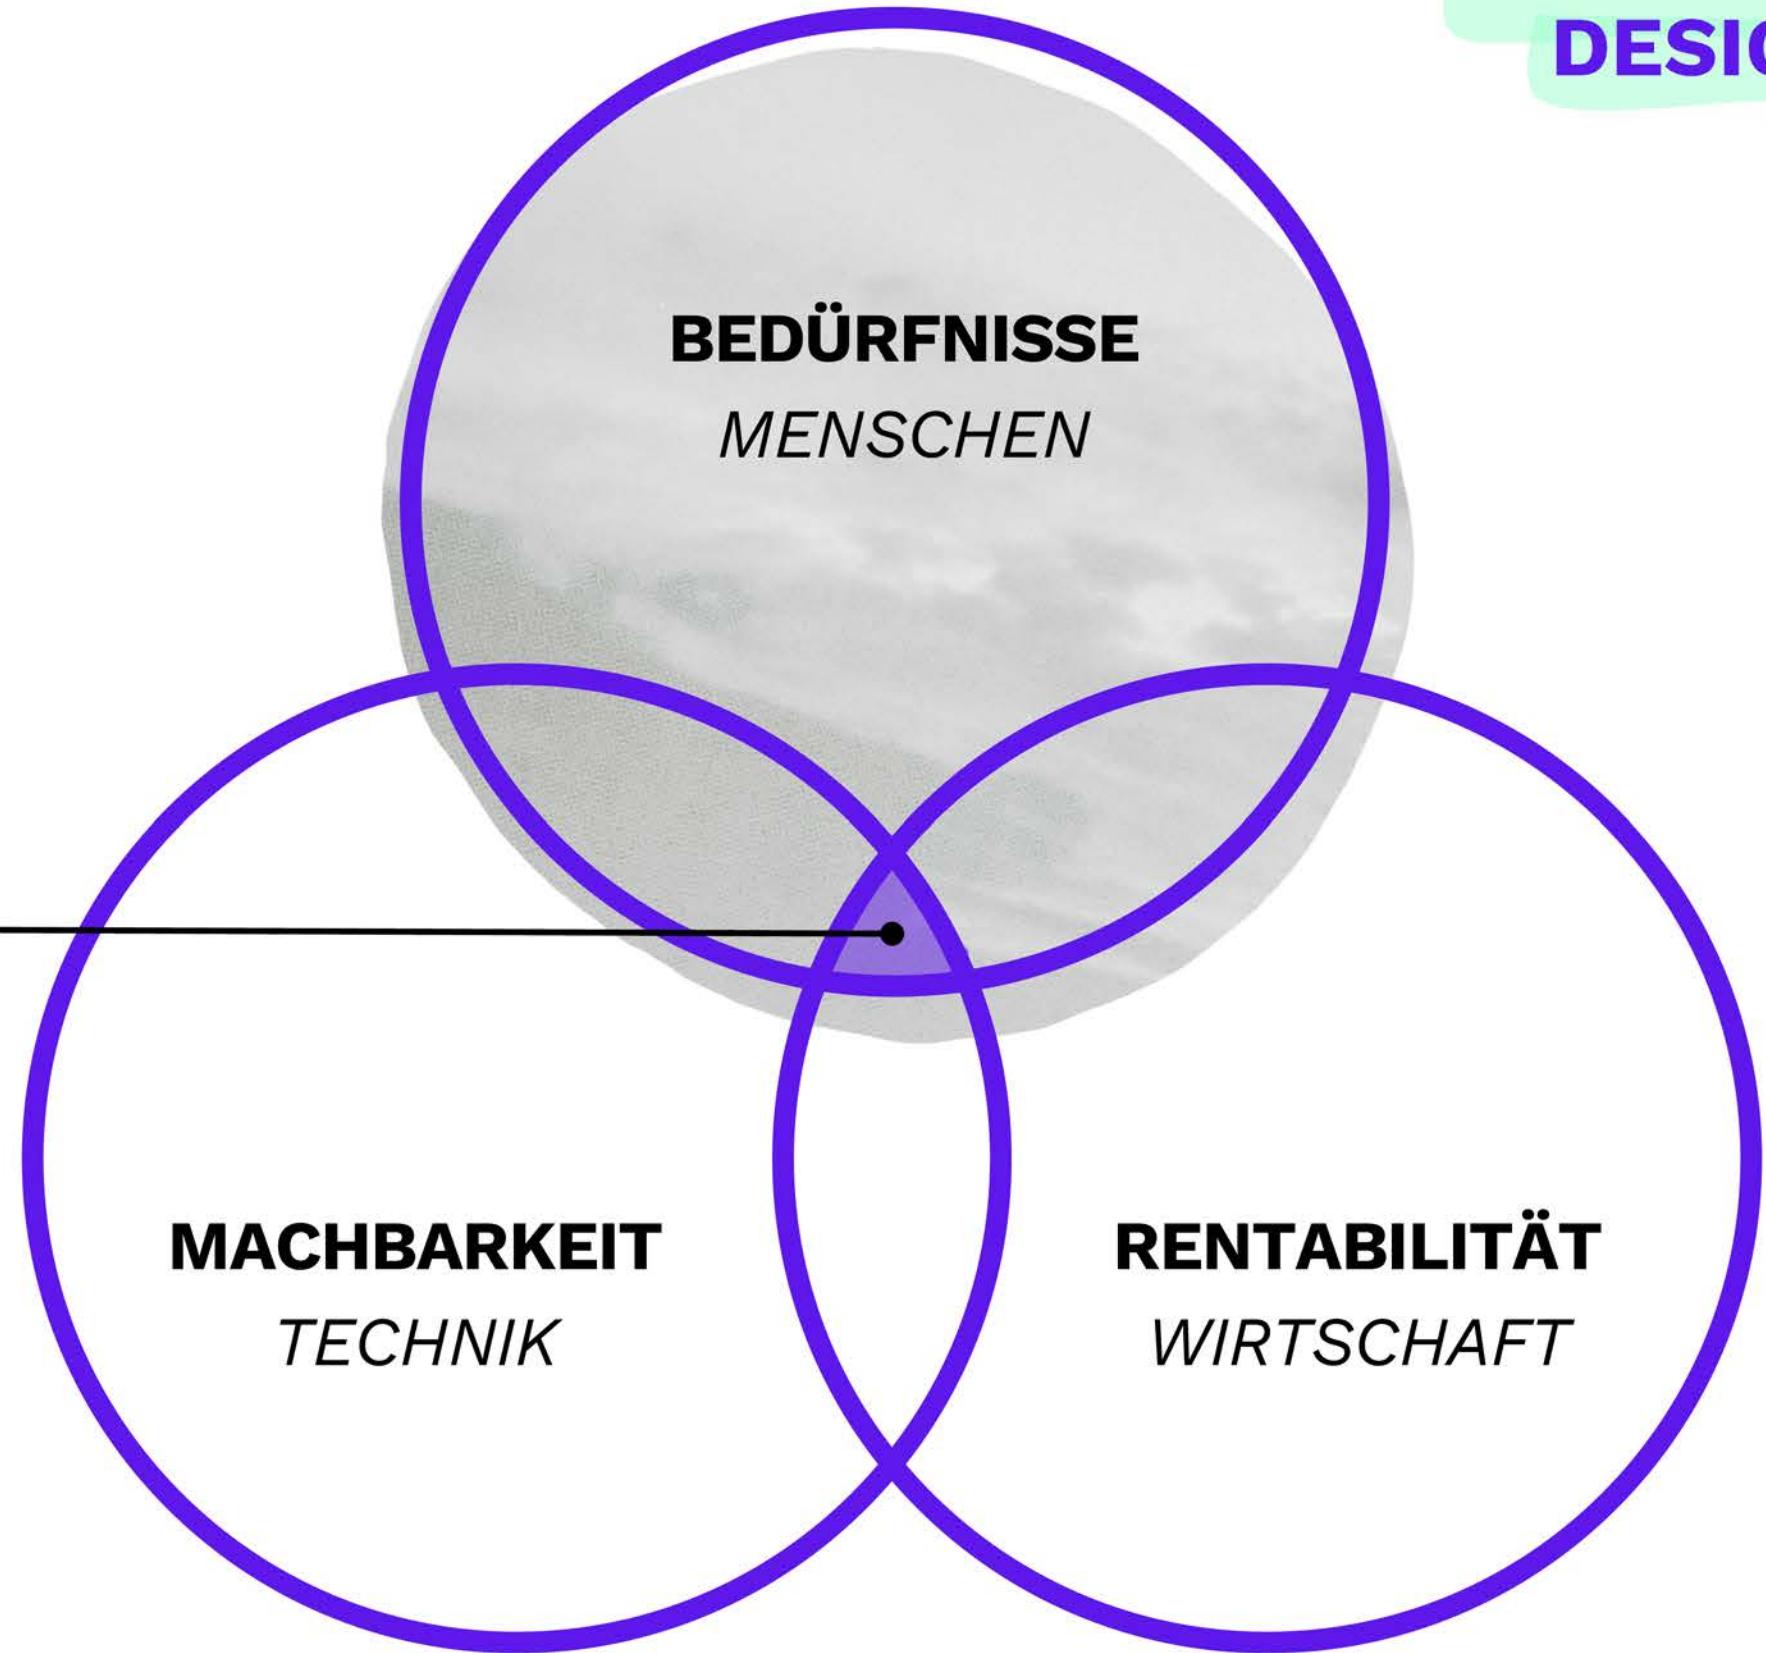 BEDÜRFNISSE
MENSCHEN
MACHBARKEIT
TECHNIK
RENTABILITÄT
WIRTSCHAFT